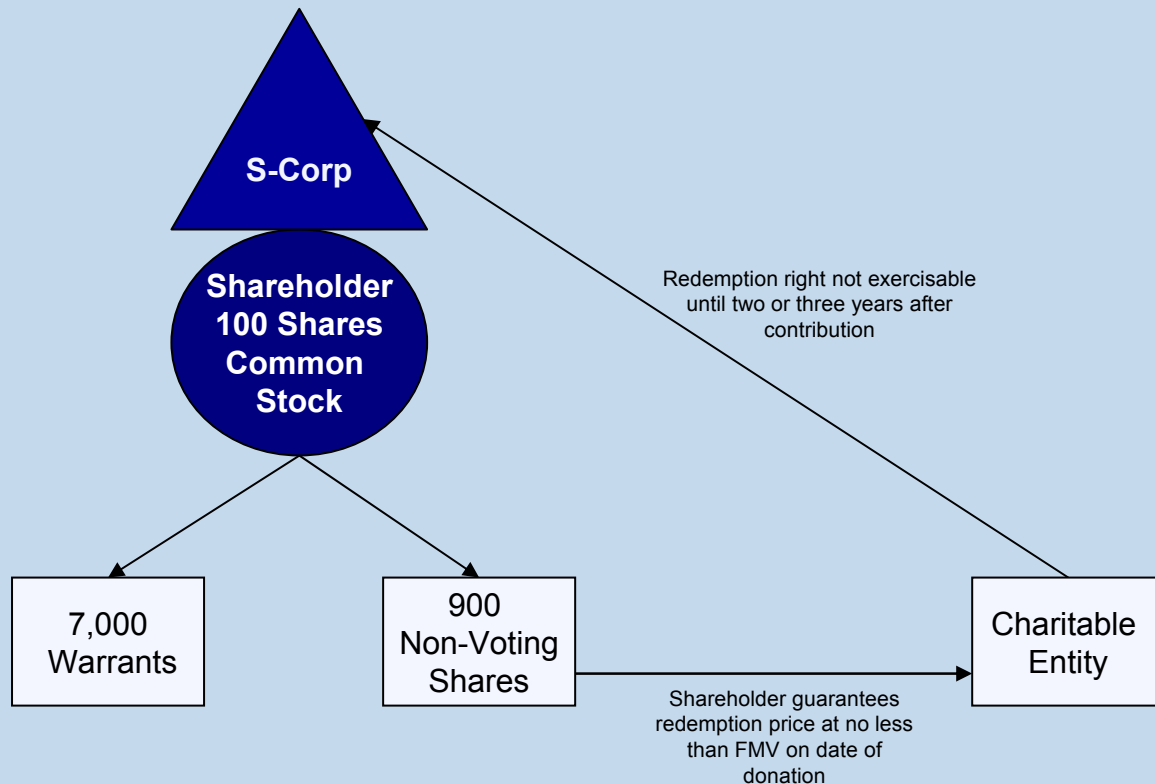 S-Corp
Shareholder
100 Shares
Common
Stock
Redemption right not exercisable
until two or three years after
contribution
7,000
Warrants
900
Non-Voting
Shares
Charitable
Entity
Shareholder guarantees
redemption price at no less
than FMV on date of
donation